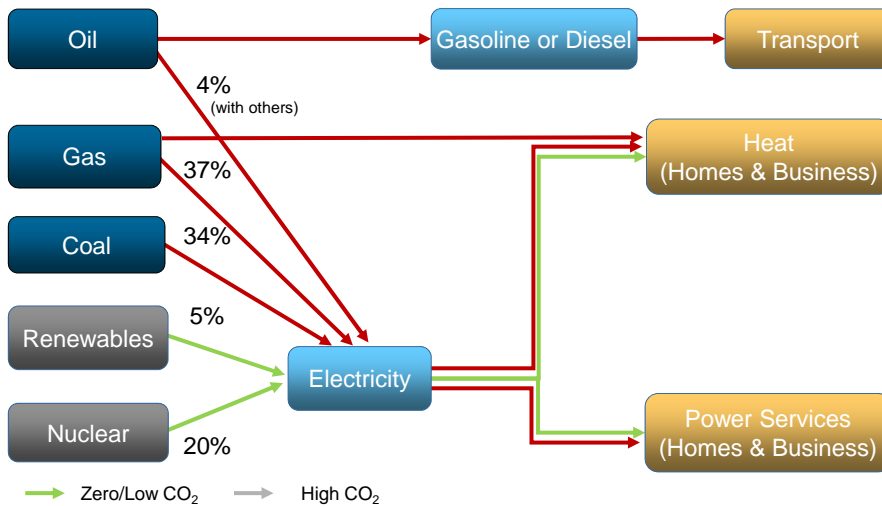 Oil
Gasoline or Diesel
Transport
4%
(with others)
Gas
37%
Heat
(Homes & Business)
Coal
34%
Renewables
5%
Electricity
Nuclear
20%
Power Services
(Homes & Business)
Zero/Low CO₂
High CO₂